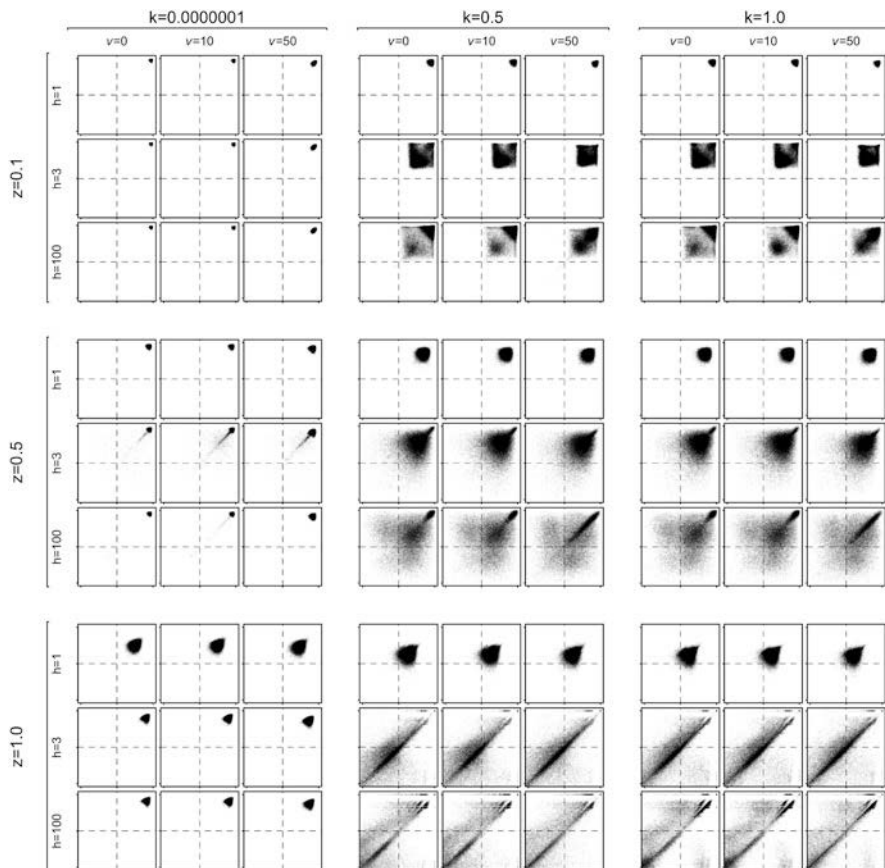 k=0.0000001 k=0.5 k=1.0
v=0 v=10 v=50 v=0 v=10 v=50 v=0 v=10 v=50
z=0.1
h=1
h=3
h=100
z=0.5
h=1
h=3
h=100
z=1.0
h=1
h=3
h=100